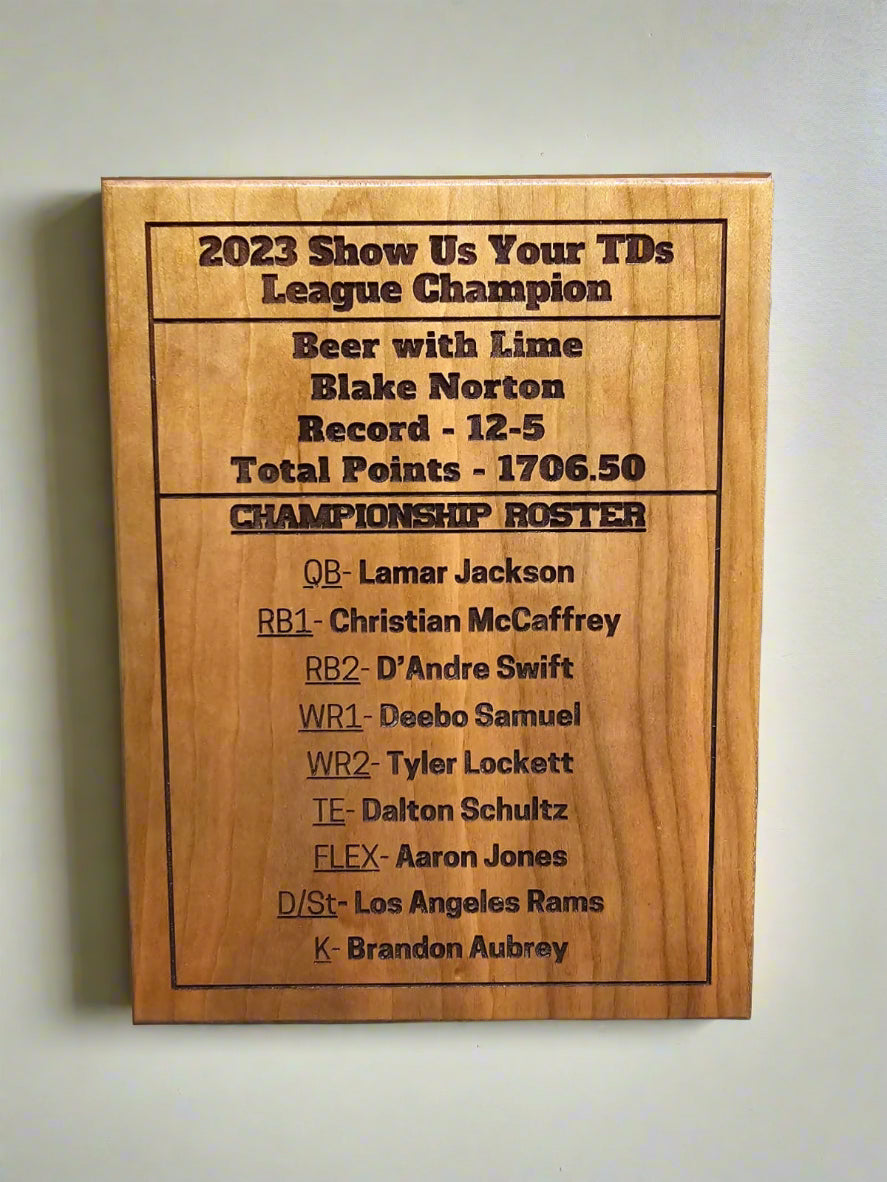 2023 Show Us Your TDs
League Champion
Beer with Lime
Blake Norton
Record - 12-5
Total Points - 1706.50
CHAMPIONSHIP ROSTER
QB- Lamar Jackson
RB1- Christian McCaffrey
RB2- D’Andre Swift
WR1- Deebo Samuel
WR2- Tyler Lockett
TE- Dalton Schultz
FLEX- Aaron Jones
D/St- Los Angeles Rams
K- Brandon Aubrey